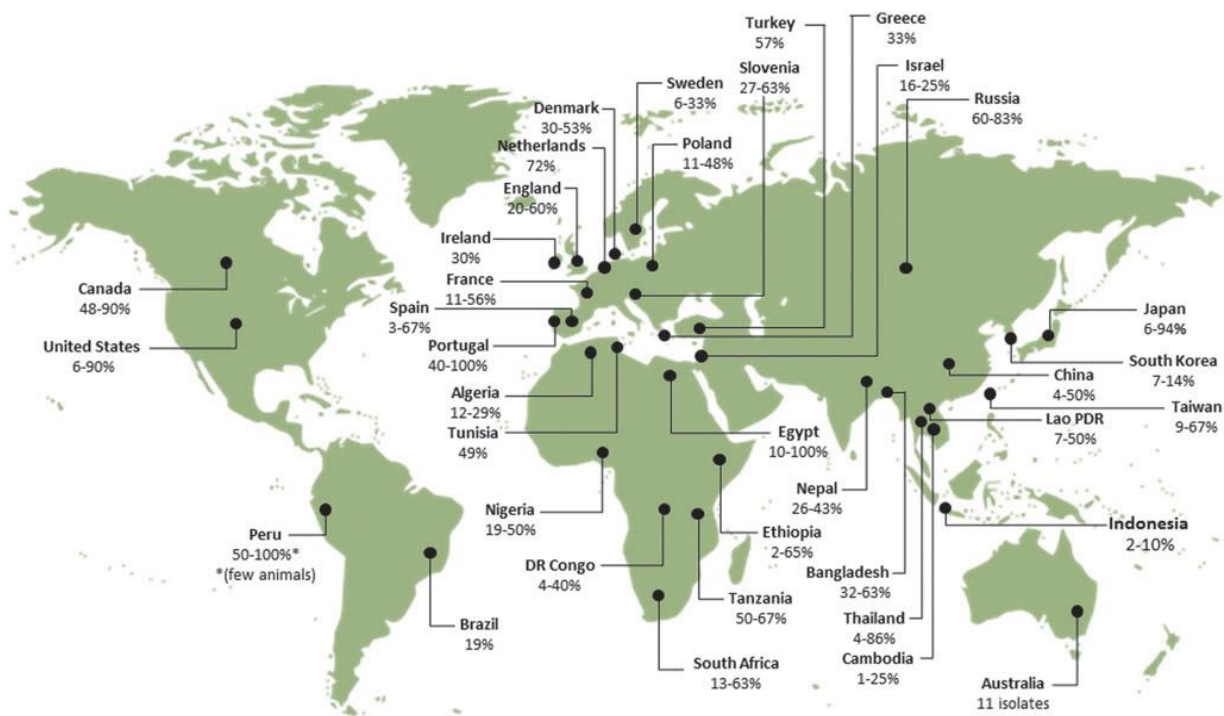 Turkey
57%
Greece
33%
Slovenia
27-63%
Israel
16-25%
Sweden
6-33%
Russia
60-83%
Denmark
30-53%
Netherlands
72%
Poland
11-48%
England
20-60%
Ireland
30%
France
11-56%
Canada
48-90%
Spain
3-67%
United States
6-90%
Portugal
40-100%
Japan
6-94%
South Korea
7-14%
China
4-50%
Taiwan
9-67%
Lao PDR
7-50%
Algeria
12-29%
Tunisia
49%
Egypt
10-100%
Nepal
26-43%
Nigeria
19-50%
Ethiopia
2-65%
Indonesia
2-10%
Peru
50-100%*
*(few animals)
DR Congo
4-40%
Bangladesh
32-63%
Tanzania
50-67%
Thailand
4-86%
Brazil
19%
Cambodia
1-25%
South Africa
13-63%
Australia
11 isolates